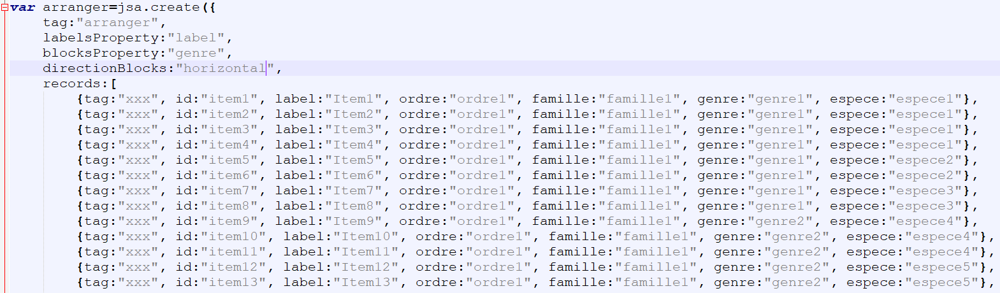 var arranger=jsa.create({
tag:"arranger",
labelsProperty:"label",
blocksProperty:"genre",
directionBlocks:"horizontal",
records:[
{tag:"xxx", id:"item1", label:"Item1", ordre:"ordre1", famille:"famille1", genre:"genre1", espece:"espece1"},
{tag:"xxx", id:"item2", label:"Item2", ordre:"ordre1", famille:"famille1", genre:"genre1", espece:"espece1"},
{tag:"xxx", id:"item3", label:"Item3", ordre:"ordre1", famille:"famille1", genre:"genre1", espece:"espece1"},
{tag:"xxx", id:"item4", label:"Item4", ordre:"ordre1", famille:"famille1", genre:"genre1", espece:"espece1"},
{tag:"xxx", id:"item5", label:"Item5", ordre:"ordre1", famille:"famille1", genre:"genre1", espece:"espece2"},
{tag:"xxx", id:"item6", label:"Item6", ordre:"ordre1", famille:"famille1", genre:"genre1", espece:"espece2"},
{tag:"xxx", id:"item7", label:"Item7", ordre:"ordre1", famille:"famille1", genre:"genre1", espece:"espece3"},
{tag:"xxx", id:"item8", label:"Item8", ordre:"ordre1", famille:"famille1", genre:"genre1", espece:"espece3"},
{tag:"xxx", id:"item9", label:"Item9", ordre:"ordre1", famille:"famille1", genre:"genre2", espece:"espece4"},
{tag:"xxx", id:"item10", label:"Item10", ordre:"ordre1", famille:"famille1", genre:"genre2", espece:"espece4"},
{tag:"xxx", id:"item11", label:"Item11", ordre:"ordre1", famille:"famille1", genre:"genre2", espece:"espece4"},
{tag:"xxx", id:"item12", label:"Item12", ordre:"ordre1", famille:"famille1", genre:"genre2", espece:"espece5"},
{tag:"xxx", id:"item13", label:"Item13", ordre:"ordre1", famille:"famille1", genre:"genre2", espece:"espece5"},